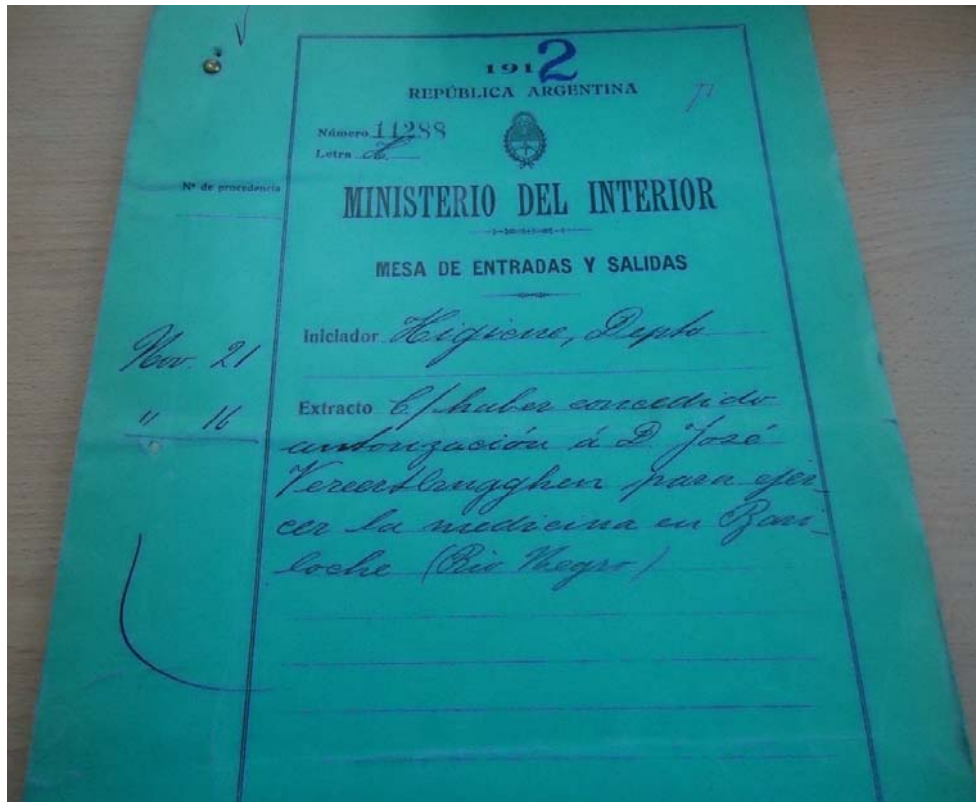 1912
REPÚBLICA ARGENTINA
Número 11288
Letra H.
Nº de procedencia
MINISTERIO DEL INTERIOR
MESA DE ENTRADAS Y SALIDAS
Iniciador Higiene, Depto
Nov. 21
" 16
Extracto C/ haber concedido
autorización á D. José
Vereertbrugghen para ejer-
cer la medicina en Bari-
loche (Rio Negro)